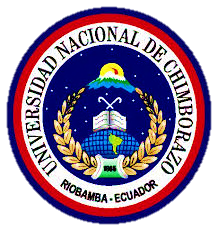 UNIVERSIDAD NACIONAL DE CHIMBORAZO
1995
RIOBAMBA - ECUADOR